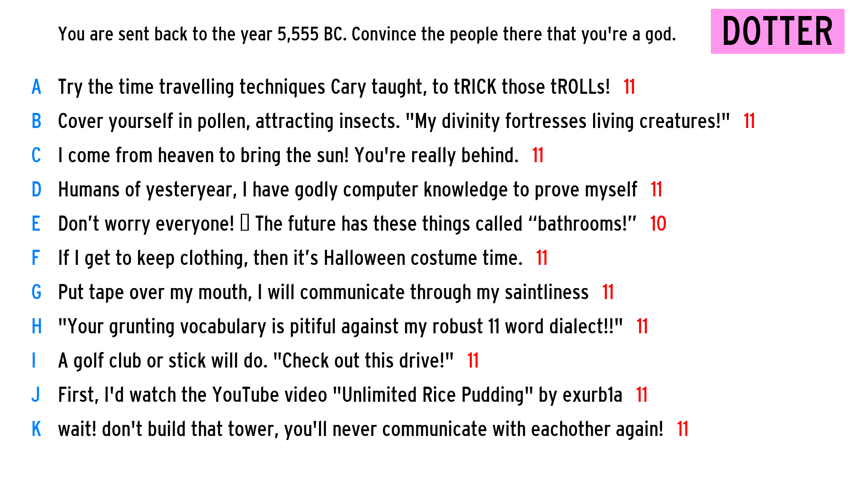 You are sent back to the year 5,555 BC. Convince the people there that you're a god.
DOTTER
A Try the time travelling techniques Cary taught, to tRICK those tROLLs! 11
B Cover yourself in pollen, attracting insects. "My divinity fortresses living creatures!" 11
C I come from heaven to bring the sun! You're really behind. 11
D Humans of yesteryear, I have godly computer knowledge to prove myself 11
E Don’t worry everyone! ▯ The future has these things called “bathrooms!” 10
F If I get to keep clothing, then it’s Halloween costume time. 11
G Put tape over my mouth, I will communicate through my saintliness 11
H "Your grunting vocabulary is pitiful against my robust 11 word dialect!!" 11
I A golf club or stick will do. "Check out this drive!" 11
J First, I'd watch the YouTube video "Unlimited Rice Pudding" by exurb1a 11
K wait! don't build that tower, you'll never communicate with eachother again! 11